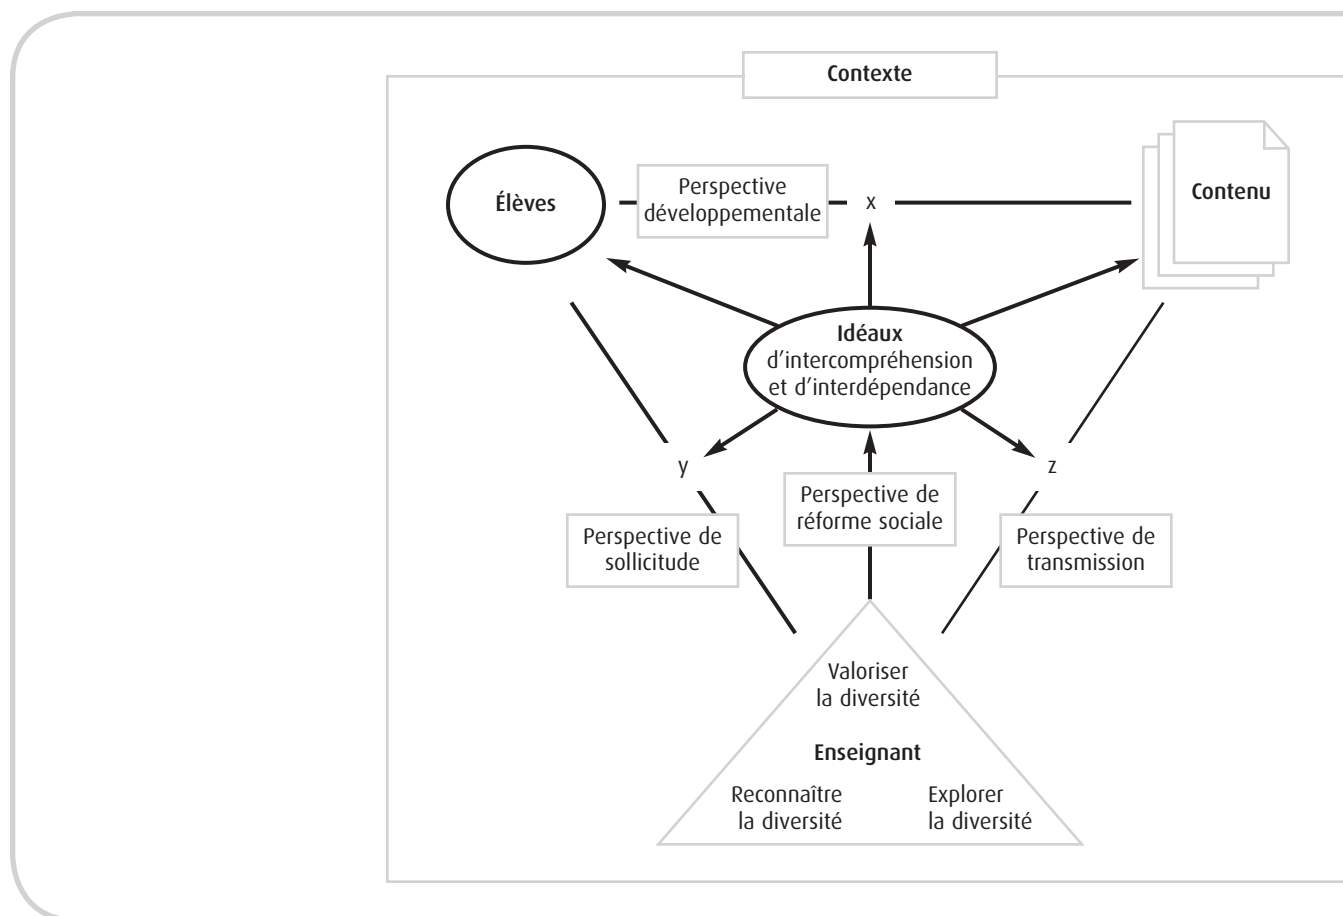 Contexte
Élèves
Perspective
développementale
x
Contenu
Idéaux
d'intercompréhension
et d'interdépendance
y
z
Perspective de
sollicitude
Perspective de
réforme sociale
Perspective de
transmission
Valoriser
la diversité
Enseignant
Reconnaître
la diversité
Explorer
la diversité